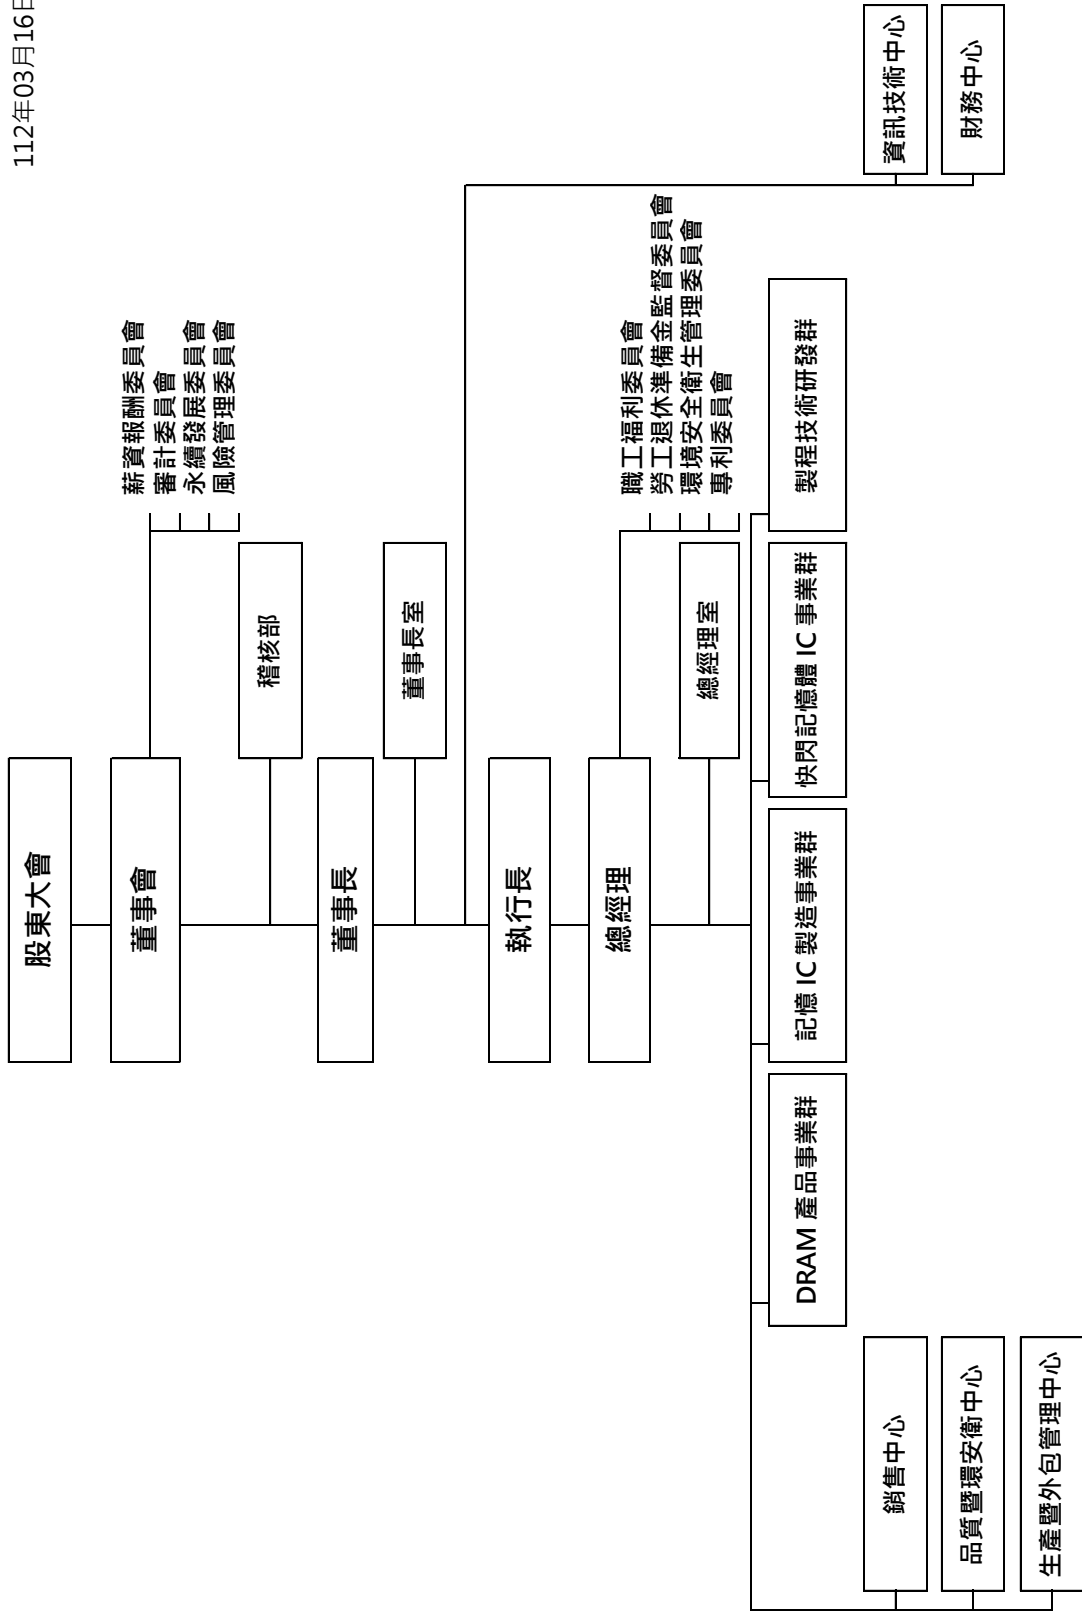 112年03月16日
股東大會
董事會
薪資報酬委員會
審計委員會
永續發展委員會
風險管理委員會
稽核部
董事長
董事長室
執行長
總經理
職工福利委員會
勞工退休準備金監督委員會
環境安全衛生管理委員會
專利委員會
總經理室
DRAM 產品事業群
記憶 IC 製造事業群
快閃記憶體 IC 事業群
製程技術研發群
銷售中心
品質暨環安衛中心
生產暨外包管理中心
資訊技術中心
財務中心